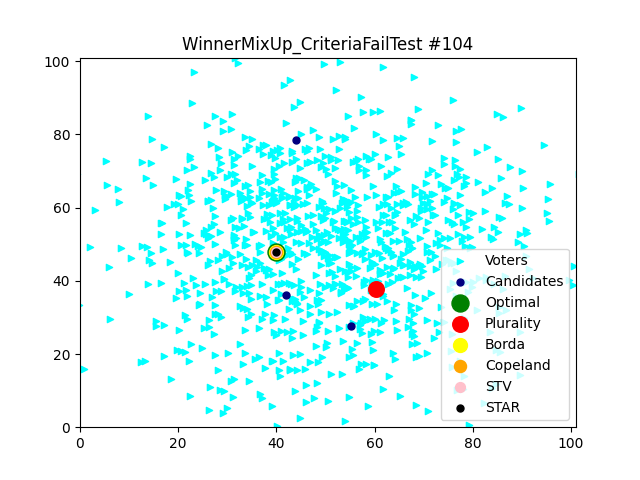 WinnerMixUp_CriteriaFailTest #104
100
80
60
40
20
0
0
20
40
60
80
100
Voters
Candidates
Optimal
Plurality
Borda
Copeland
STV
STAR